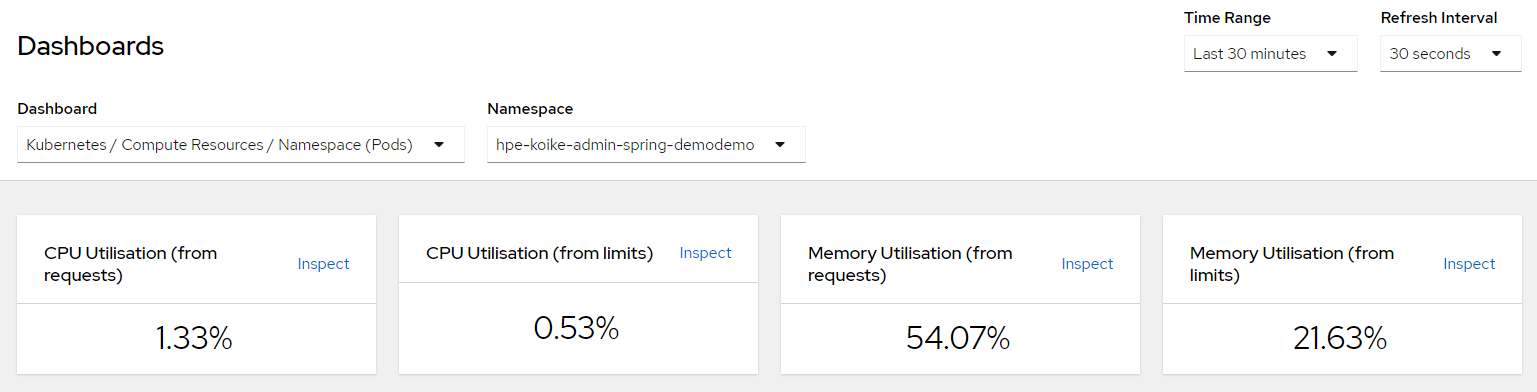 Dashboards
Time Range
Refresh Interval
Last 30 minutes
30 seconds
Dashboard
Namespace
Kubernetes / Compute Resources / Namespace (Pods)
hpe-koike-admin-spring-demodemo
CPU Utilisation (from
requests)
Inspect
1.33%
CPU Utilisation (from limits)
Inspect
0.53%
Memory Utilisation (from
requests)
Inspect
54.07%
Memory Utilisation (from
limits)
Inspect
21.63%